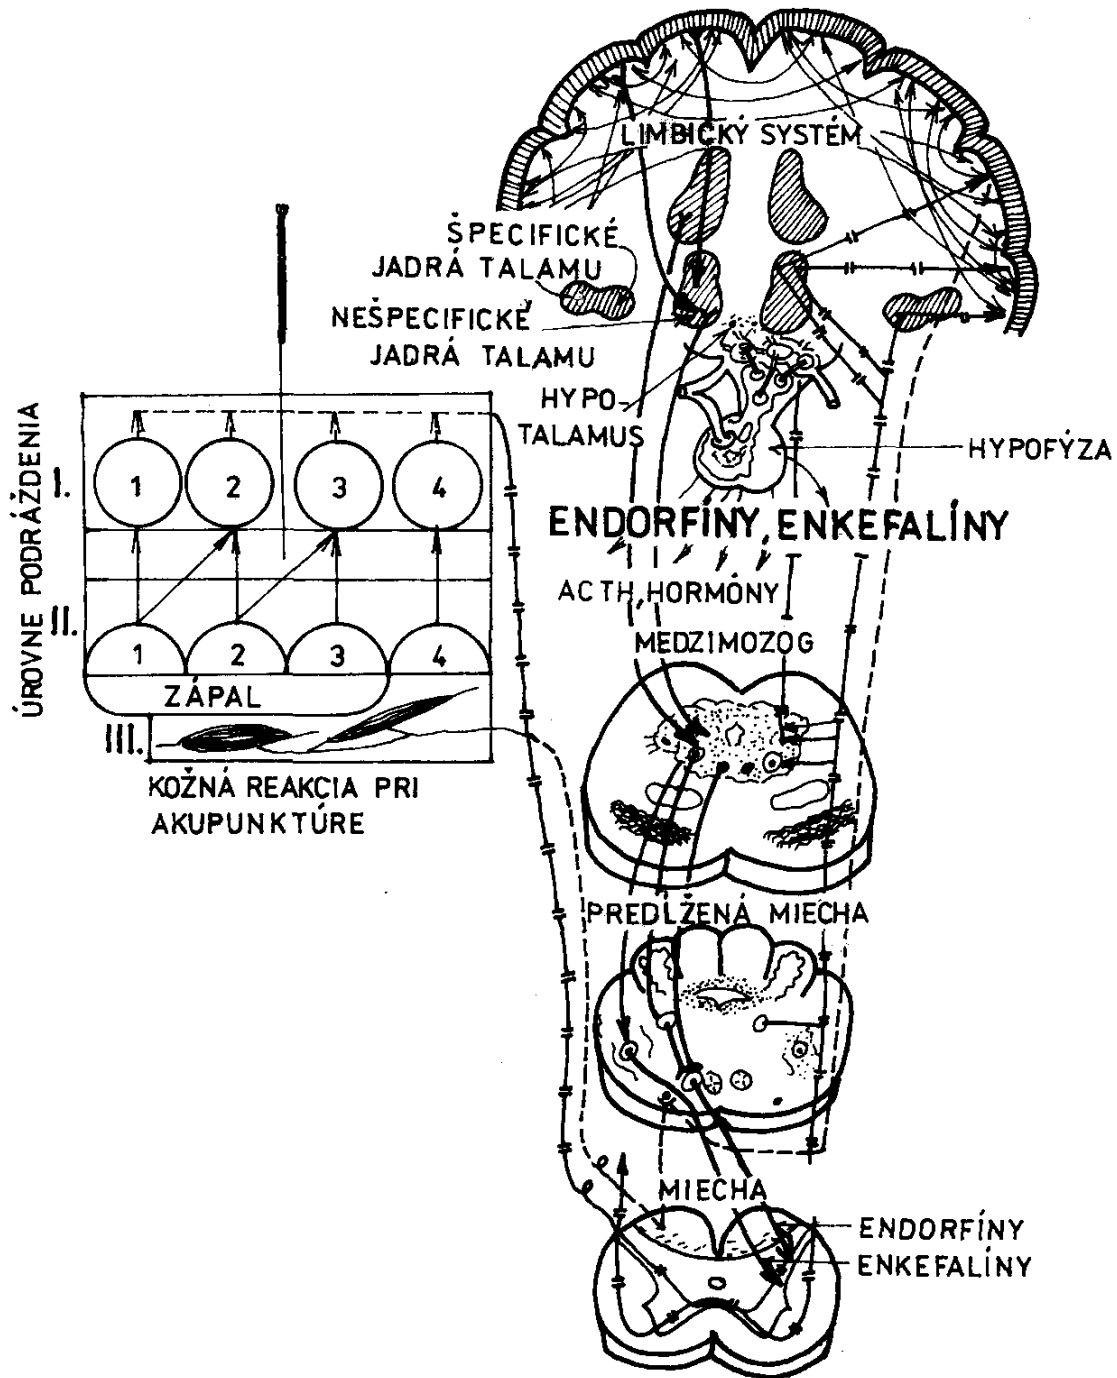 LIMBICKÝ SYSTÉM
ŠPECIFICKÉ
JADRÁ TALAMU
NEŠPECIFICKÉ
JADRÁ TALAMU
HYPO-
TALAMUS
HYPOFÝZA
ENDORFÍNY, ENKEFALÍNY
ACTH, HORMÓNY
MEDZIMOZOG
ÚROVNE PODRÁŽDENIA
I.
1 2 3 4
II.
1 2 3 4
ZÁPAL
III.
KOŽNÁ REAKCIA PRI
AKUPUNKTÚRE
PREDLŽENÁ MIECHA
MIECHA
ENDORFÍNY
ENKEFALÍNY